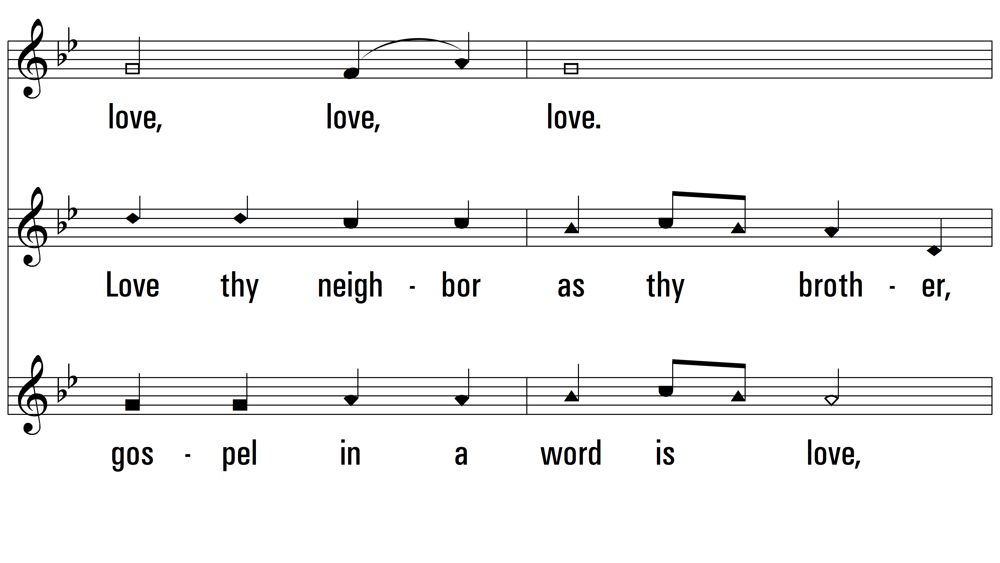 love, love, love.
Love thy neigh - bor as thy broth - er,
gos - pel in a word is love,